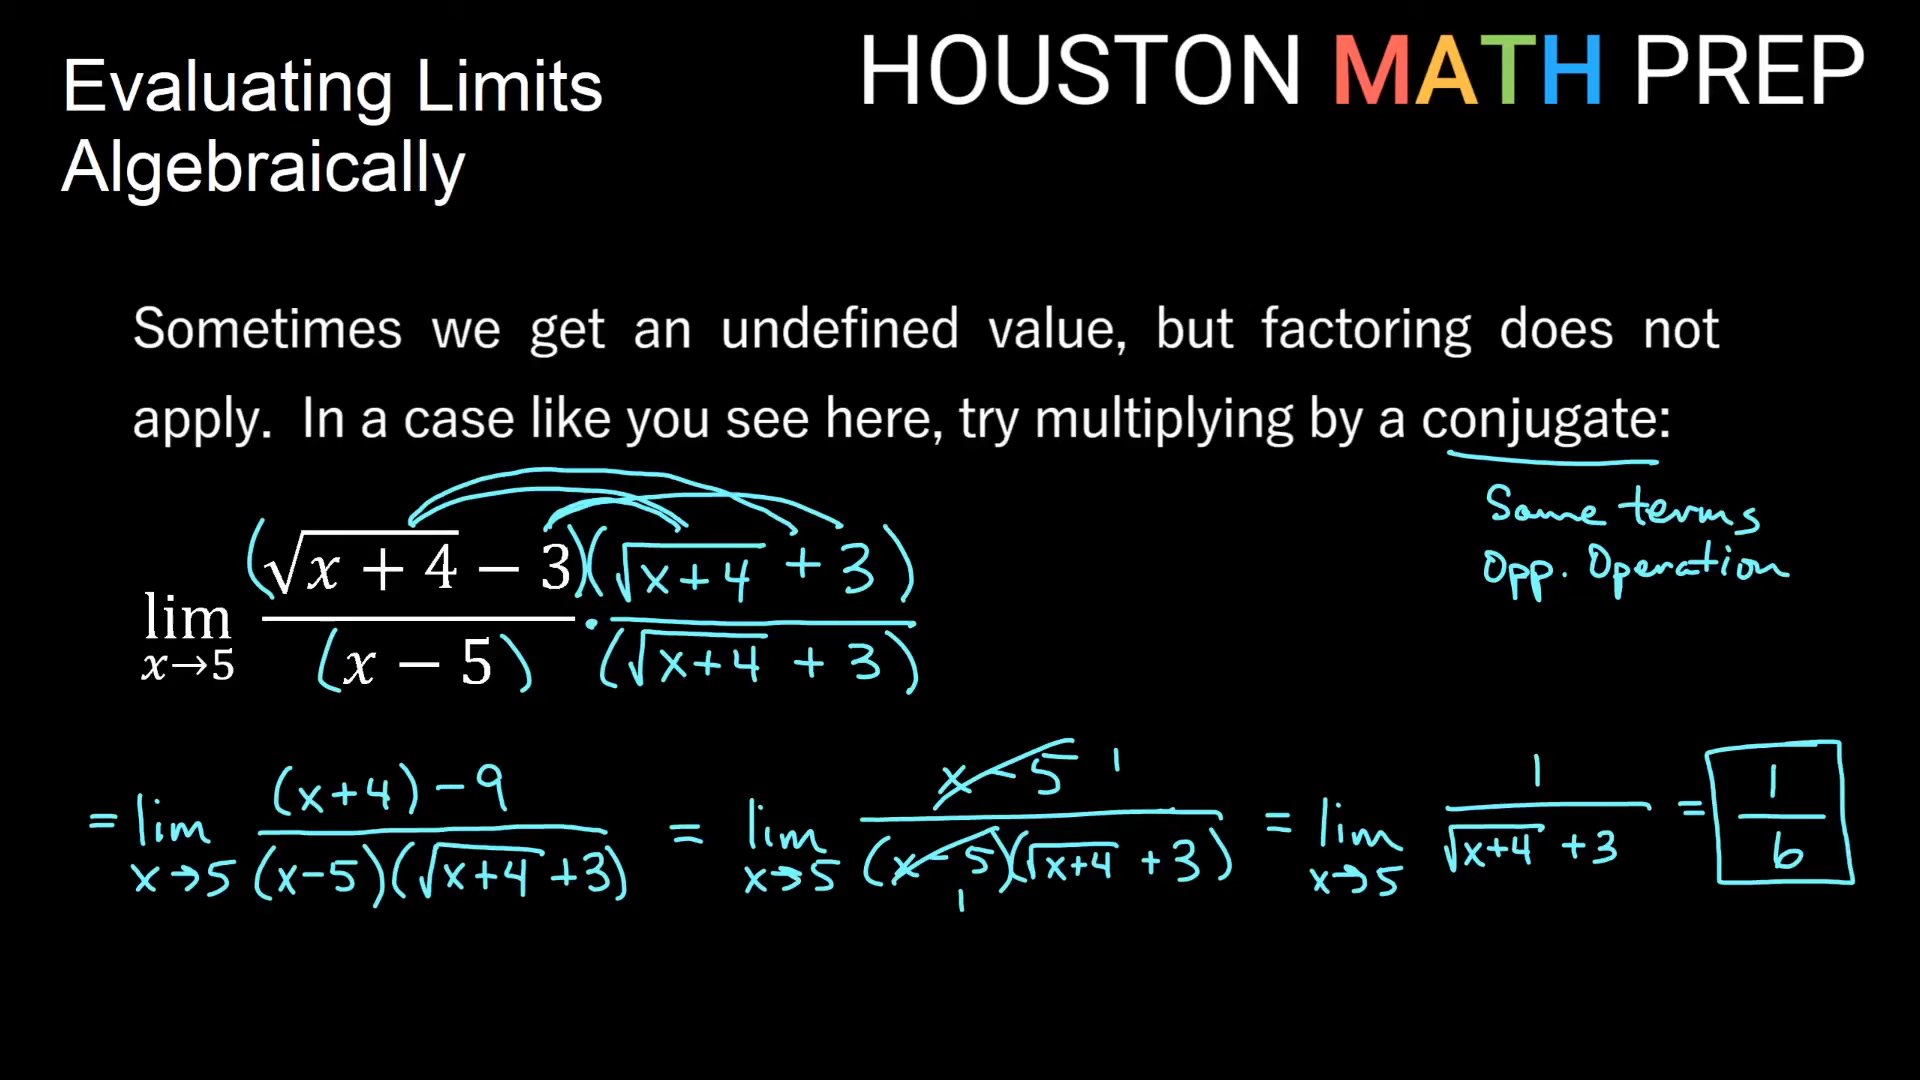 Evaluating Limits
Algebraically
HOUSTON MATH PREP
Sometimes we get an undefined value, but factoring does not
apply. In a case like you see here, try multiplying by a conjugate:
Same terms
Opp. Operation
lim x→5 (√(x + 4) − 3)(√(x+4) + 3) / (x − 5) · (√(x+4) + 3)
= lim x→5 (x+4) − 9 / (x−5)(√(x+4) + 3) = lim x→5 x − 5 1 / (x − 5)(√(x+4) + 3) 1 = lim x→5 1 / √(x+4) + 3 = 1/6